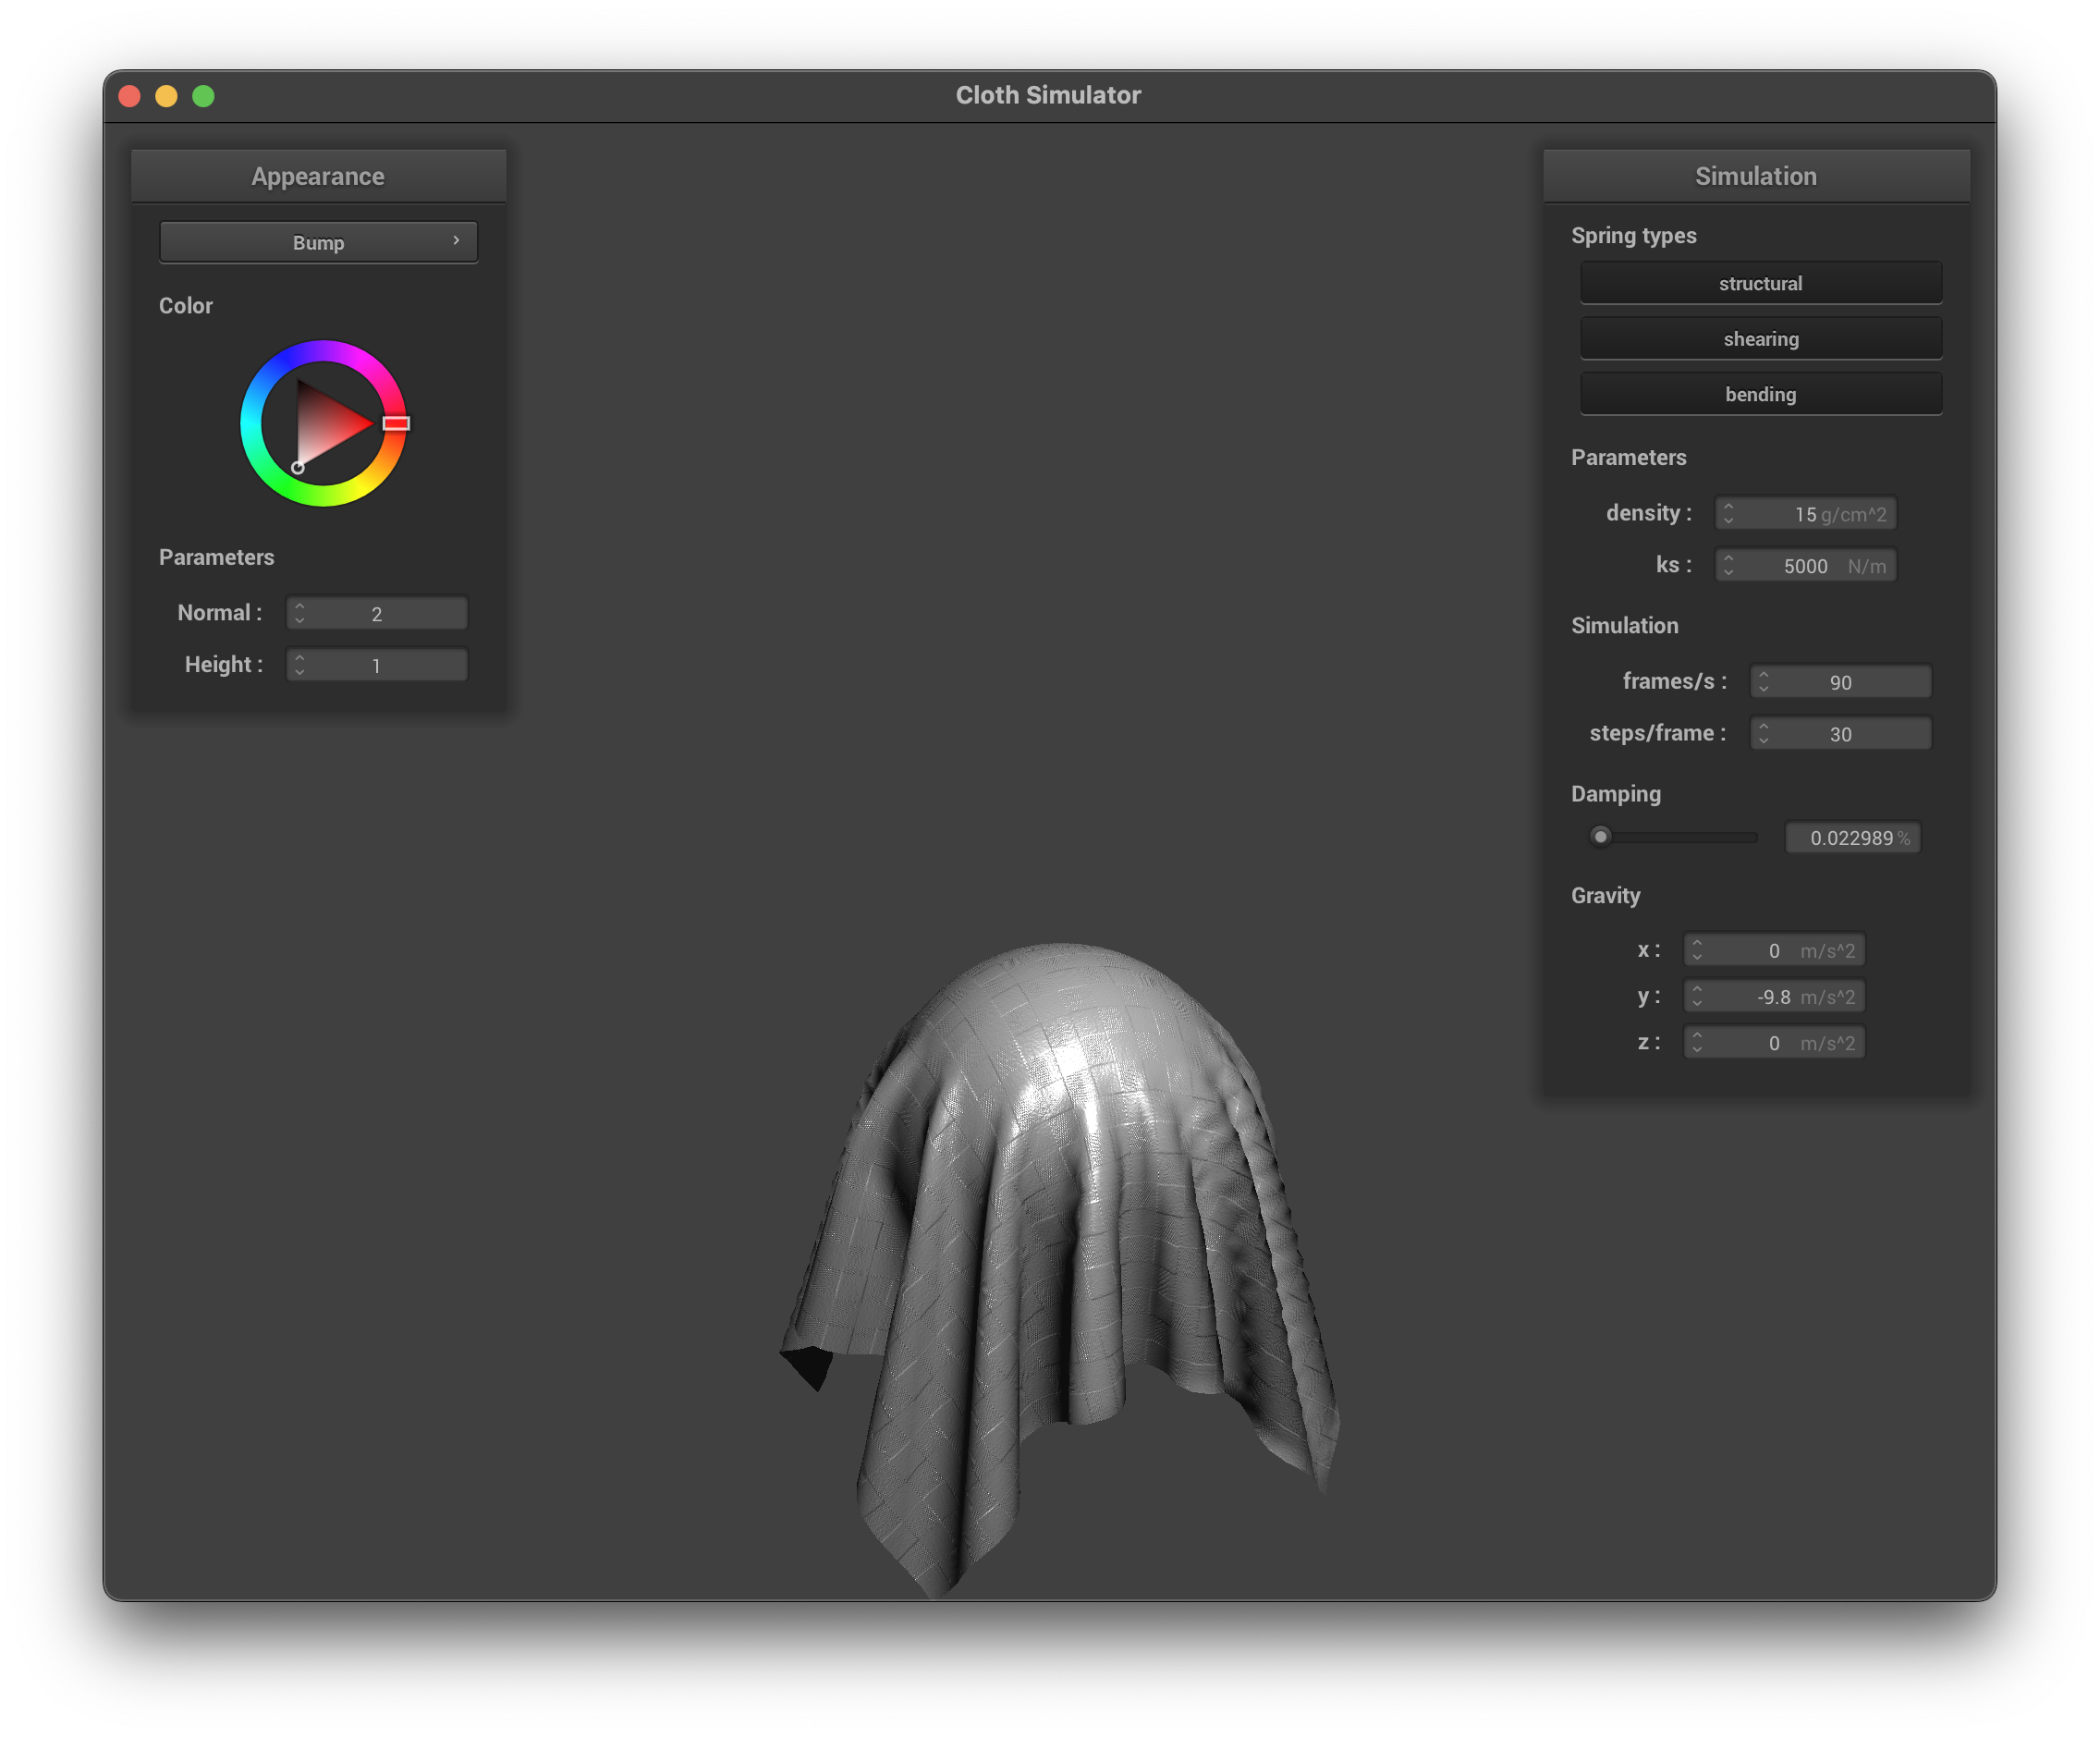 Cloth Simulator
Appearance
Bump
Color
Parameters
Normal : 2
Height : 1
Simulation
Spring types
structural
shearing
bending
Parameters
density : 15 g/cm^2
ks : 5000 N/m
Simulation
frames/s : 90
steps/frame : 30
Damping
0.022989 %
Gravity
x : 0 m/s^2
y : -9.8 m/s^2
z : 0 m/s^2